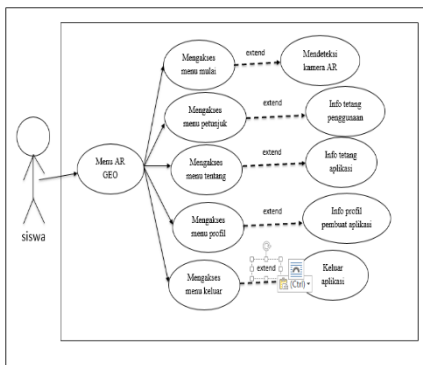 Mengakses
menu mulai
extend
Mendeteksi
kamera AR
Mengakses
menu petunjuk
extend
Info tetang
penggunaan
Menu AR
GEO
Mengakses
menu tentang
extend
Info tetang
aplikasi
siswa
Mengakses
menu profil
extend
Info profil
pembuat aplikasi
Mengakses
menu keluar
extend
Keluar
aplikasi
(Ctrl)